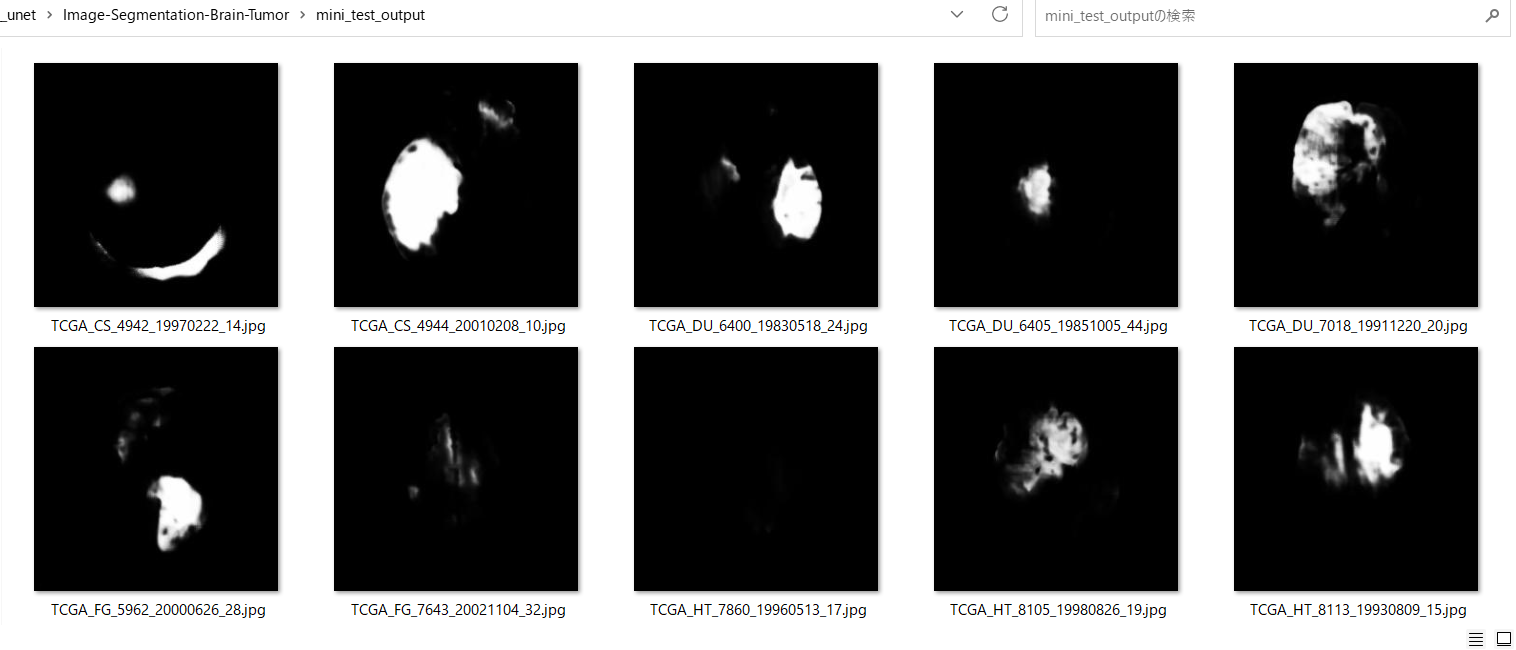 _unet > Image-Segmentation-Brain-Tumor > mini_test_output
mini_test_outputの検索
TCGA_CS_4942_19970222_14.jpg
TCGA_CS_4944_20010208_10.jpg
TCGA_DU_6400_19830518_24.jpg
TCGA_DU_6405_19851005_44.jpg
TCGA_DU_7018_19911220_20.jpg
TCGA_FG_5962_20000626_28.jpg
TCGA_FG_7643_20021104_32.jpg
TCGA_HT_7860_19960513_17.jpg
TCGA_HT_8105_19980826_19.jpg
TCGA_HT_8113_19930809_15.jpg